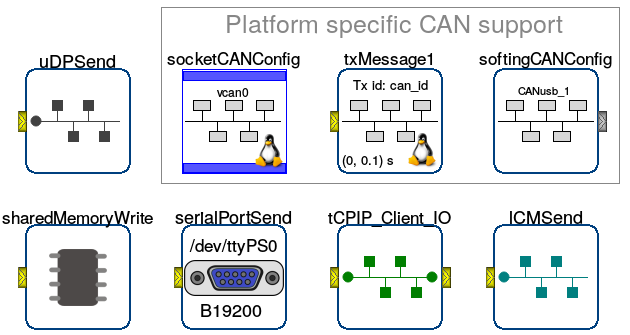 Platform specific CAN support
uDPSend
socketCANConfig
txMessage1
softingCANConfig
vcan0
Tx id: can_id
CANusb_1
(0, 0.1) s
sharedMemoryWrite
serialPortSend
tCPIP_Client_IO
lCMSend
/dev/ttyPS0
B19200